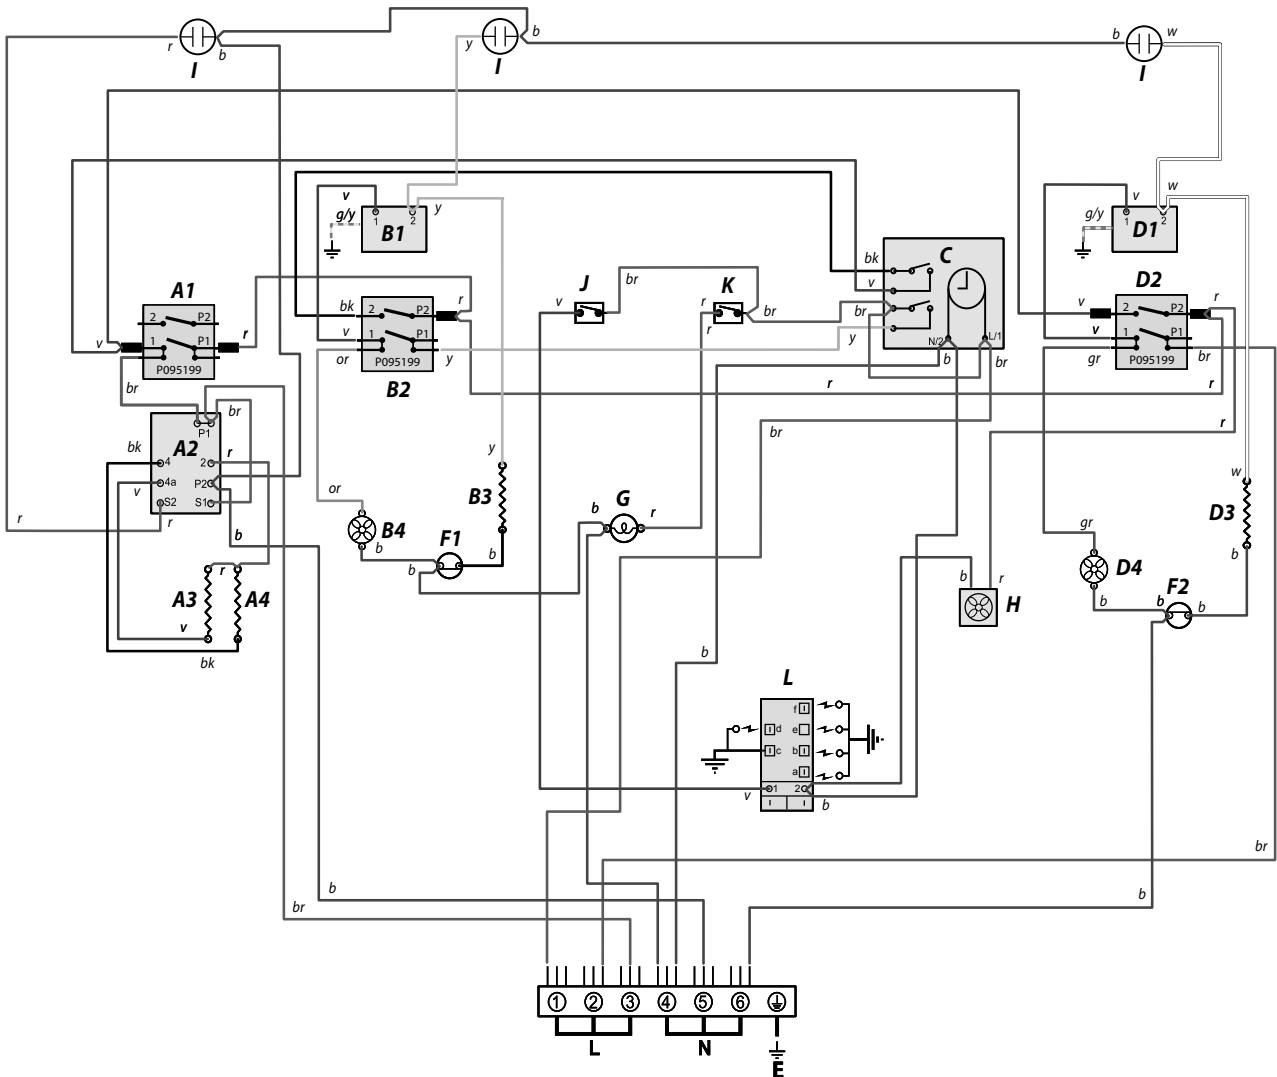 b
w
b
y
r
b
I
I
I
v
g/y
1
2
y
B1
v
w
g/y
1
2
D1
bk
C
v
br
y
N/2
L/1
b
br
J
v
br
K
r
br
r
D2
v
2
P2
r
v
1
P1
br
gr
P095199
A1
2
P2
v
1
P1
r
P095199
br
bk
2
P2
r
v
1
P1
or
P095199
y
B2
r
r
br
r
br
P1
bk
A2
r
4
2
v
4a
P2
S2
S1
r
r
b
y
B3
or
B4
b
F1
b
b
b
G
r
w
D3
gr
D4
b
b
F2
b
b
b
r
H
A3
r
A4
v
bk
b
L
f
d
e
c
b
a
1
2
v
b
br
b
b
br
1
2
3
4
5
6
L
N
E